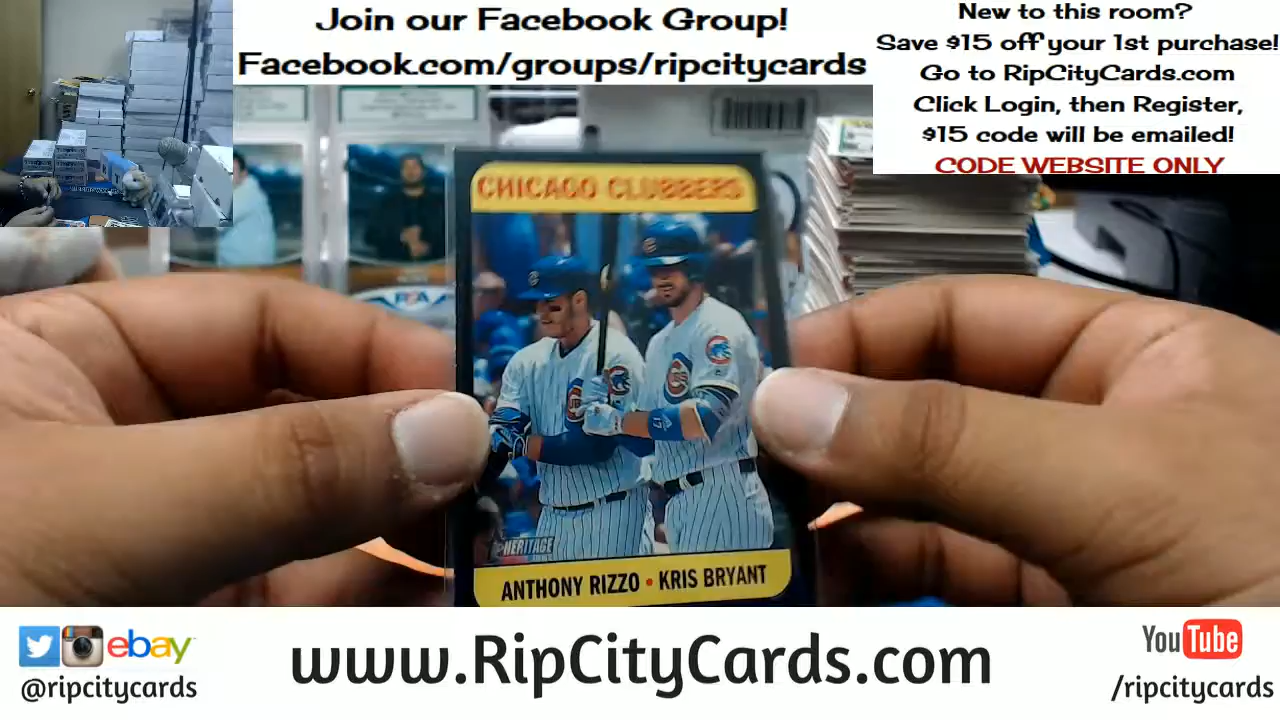 Join our Facebook Group!
Facebook.com/groups/ripcitycards
New to this room?
Save $15 off your 1st purchase!
Go to RipCityCards.com
Click Login, then Register,
$15 code will be emailed!
CODE WEBSITE ONLY
CHICAGO CLUBBERS
HERITAGE
ANTHONY RIZZO • KRIS BRYANT
ebay
@ripcitycards
www.RipCityCards.com
YouTube
/ripcitycards